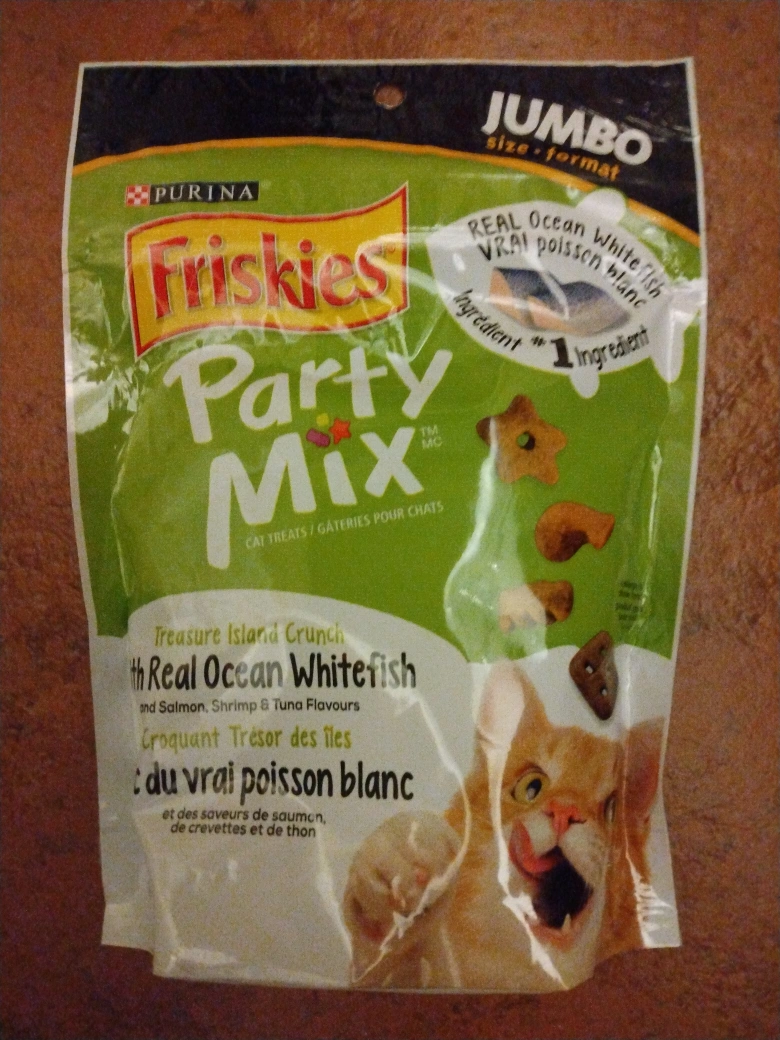 JUMBO
size • format
PURINA
Friskies
REAL Ocean Whitefish
VRAI poisson blanc
Ingrédient #1 Ingredient
Party
Mix TM
MC
CAT TREATS / GÂTERIES POUR CHATS
Treasure Island Crunch
th Real Ocean Whitefish
and Salmon, Shrimp & Tuna Flavours
Croquant Trésor des îles
c du vrai poisson blanc
et des saveurs de saumon,
de crevettes et de thon